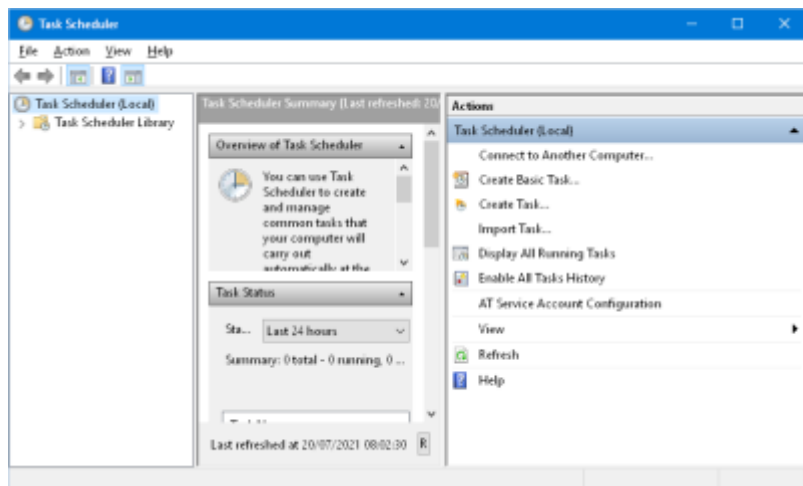 Task Scheduler
File Action View Help
Task Scheduler (Local)
Task Scheduler Library
Task Scheduler Summary (Last refreshed: 20/
Overview of Task Scheduler
You can use Task
Scheduler to create
and manage
common tasks that
your computer will
carry out
automatically at the
Task Status
Sta... Last 24 hours
Summary: 0 total - 0 running, 0 ...
Last refreshed at 20/07/2021 08:02:30 R
Actions
Task Scheduler (Local)
Connect to Another Computer...
Create Basic Task...
Create Task...
Import Task...
Display All Running Tasks
Enable All Tasks History
AT Service Account Configuration
View
Refresh
Help